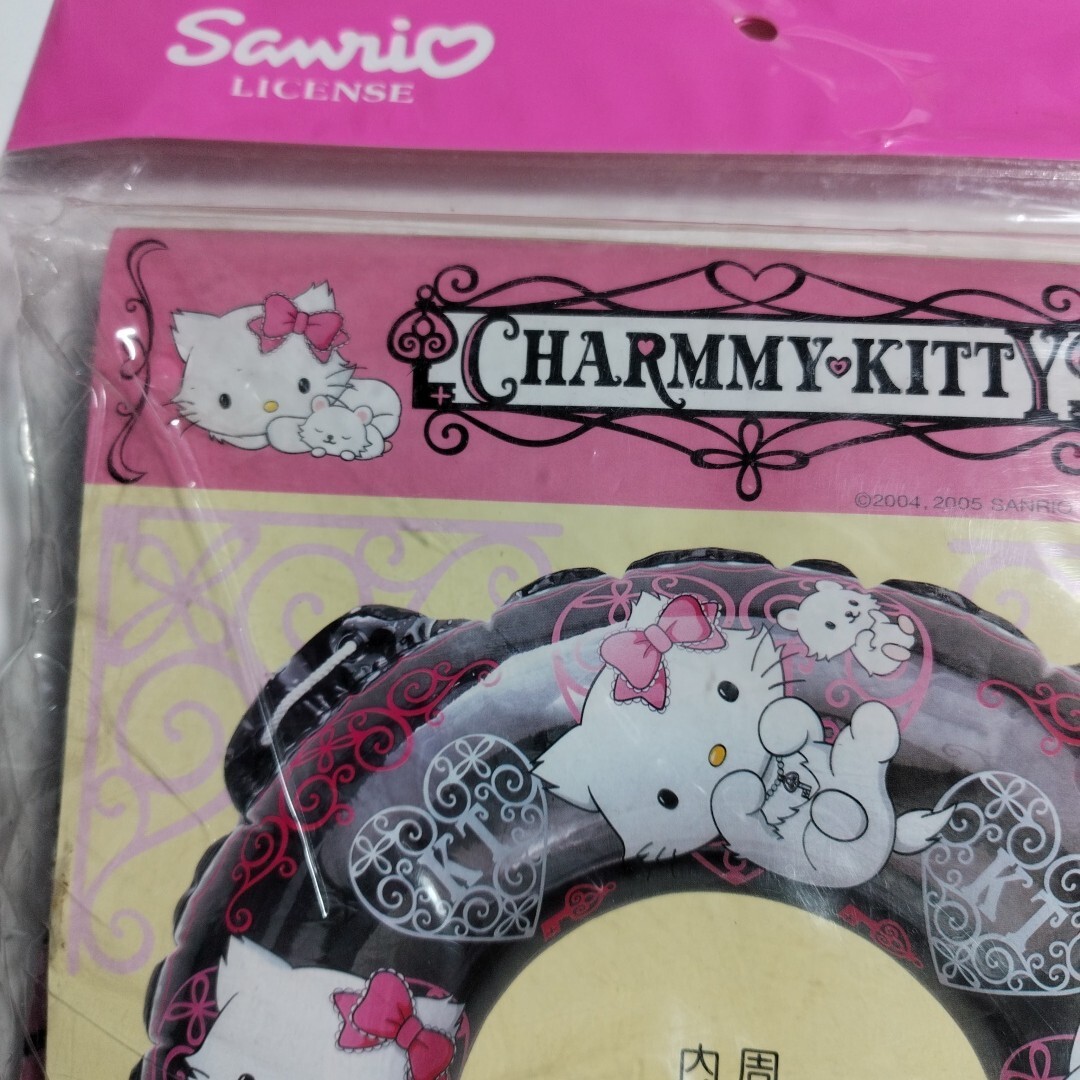 Sanrio
LICENSE
CHARMMY KITTY
©2004, 2005 SANRIO
KT
KT
周
内